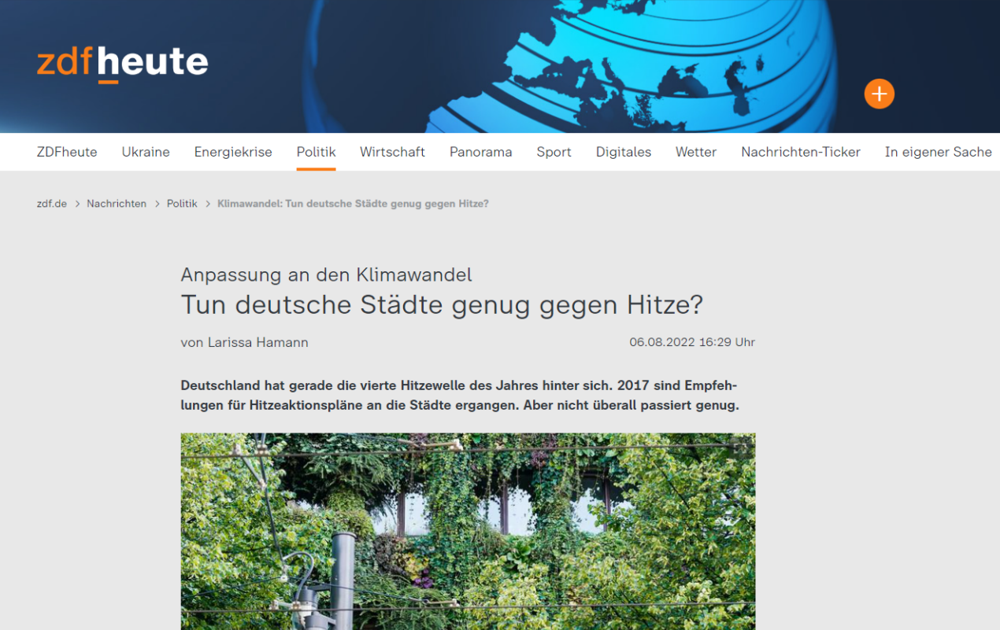 zdfheute
ZDFheute Ukraine Energiekrise Politik Wirtschaft Panorama Sport Digitales Wetter Nachrichten-Ticker In eigener Sache
zdf.de > Nachrichten > Politik > Klimawandel: Tun deutsche Städte genug gegen Hitze?
Anpassung an den Klimawandel
Tun deutsche Städte genug gegen Hitze?
von Larissa Hamann 06.08.2022 16:29 Uhr
Deutschland hat gerade die vierte Hitzewelle des Jahres hinter sich. 2017 sind Empfeh-
lungen für Hitzeaktionspläne an die Städte ergangen. Aber nicht überall passiert genug.